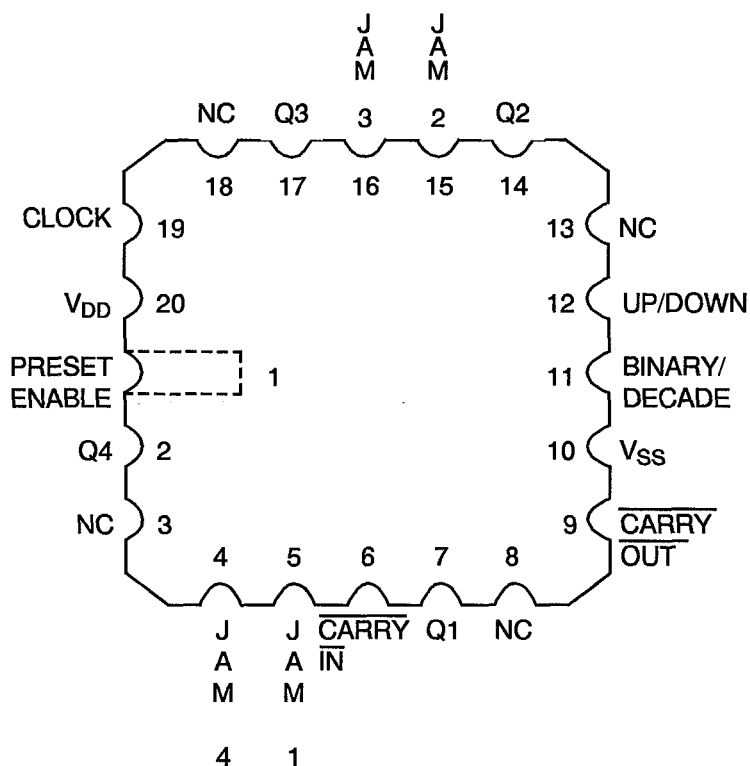 J
A
M
J
A
M
NC Q3 3 2 Q2
18 17 16 15 14
CLOCK 19 13 NC
VDD 20 12 UP/DOWN
PRESET
ENABLE
1
11 BINARY/
DECADE
Q4 2 10 VSS
NC 3 9 CARRY
OUT
4 5 6 7 8
J
A
M
4
J
A
M
1
CARRY
IN
Q1 NC